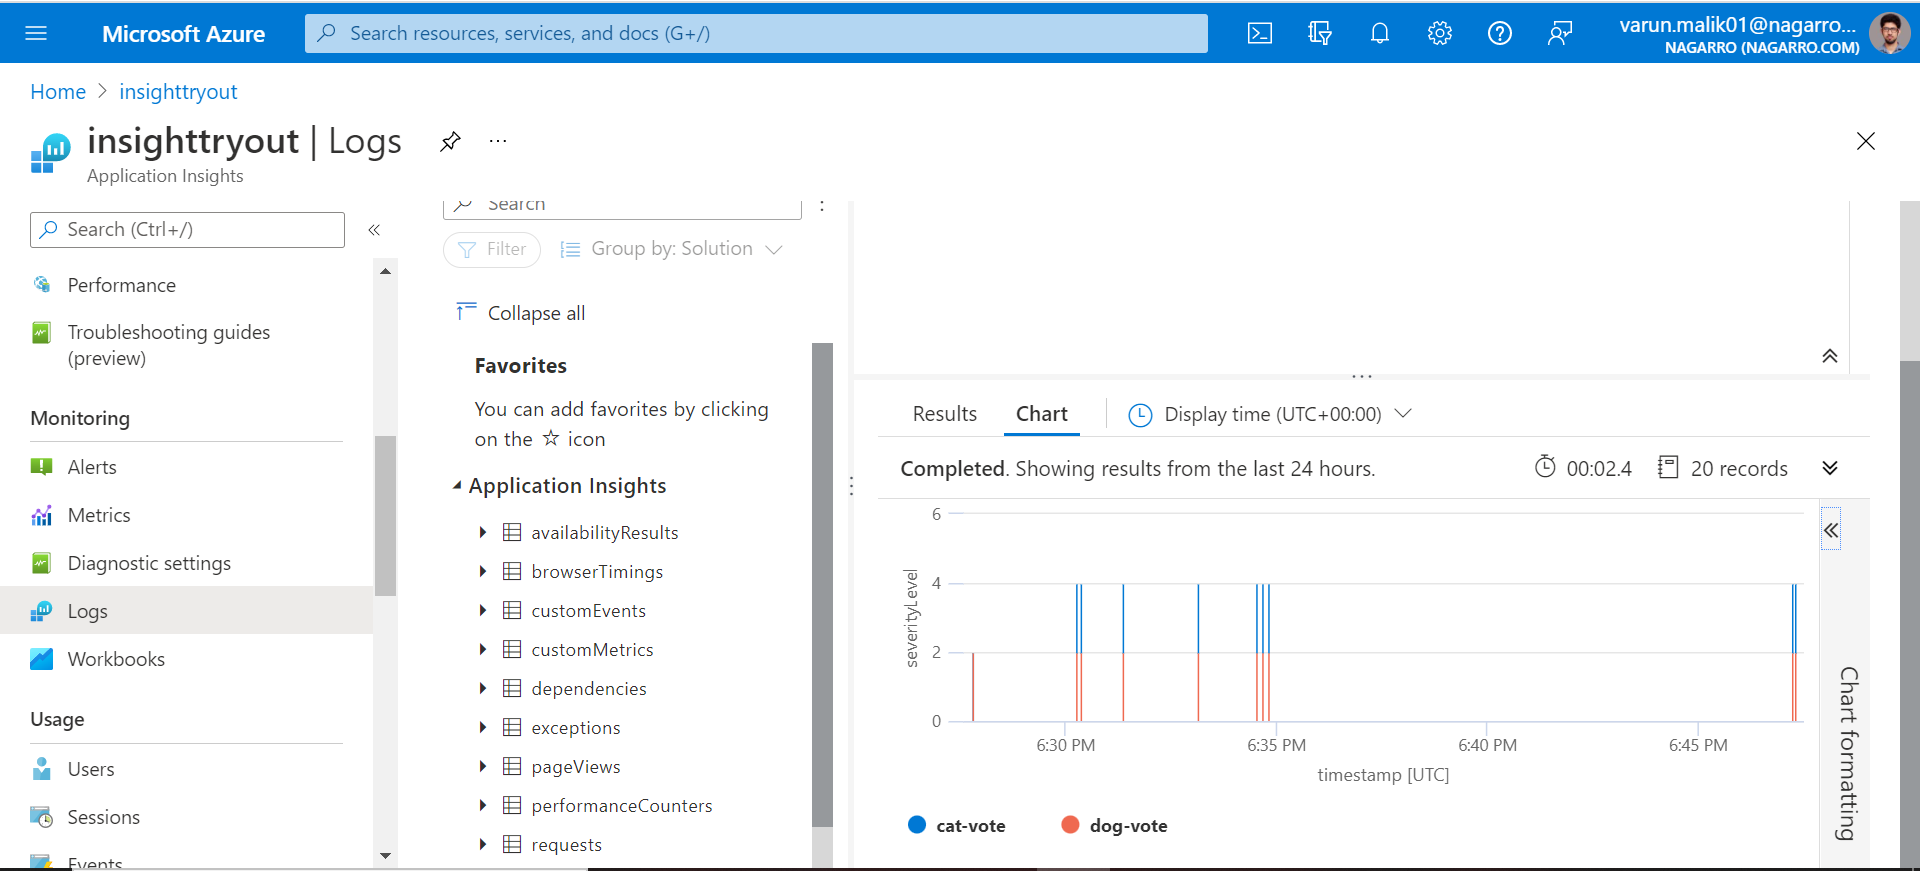 Microsoft Azure
Search resources, services, and docs (G+/)
varun.malik01@nagarro...
NAGARRO (NAGARRO.COM)
Home > insighttryout
insighttryout | Logs
...
Application Insights
Search (Ctrl+/)
«
Performance
Troubleshooting guides
(preview)
Monitoring
Alerts
Metrics
Diagnostic settings
Logs
Workbooks
Usage
Users
Sessions
Events
Search
Filter
Group by: Solution
Collapse all
Favorites
You can add favorites by clicking
on the ☆ icon
Application Insights
availabilityResults
browserTimings
customEvents
customMetrics
dependencies
exceptions
pageViews
performanceCounters
requests
Results
Chart
Display time (UTC+00:00)
Completed. Showing results from the last 24 hours.
00:02.4
20 records
6
4
2
0
severityLevel
6:30 PM
6:35 PM
6:40 PM
6:45 PM
timestamp [UTC]
cat-vote
dog-vote
«
Chart formatting